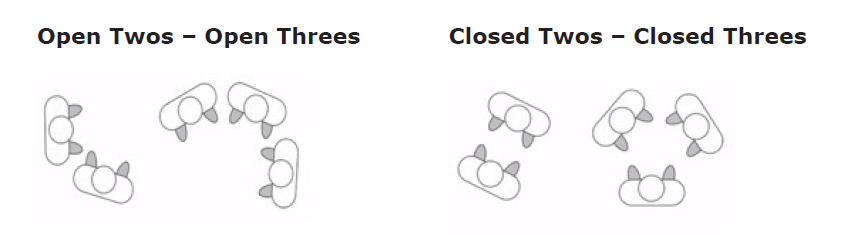 Open Twos – Open Threes
Closed Twos – Closed Threes